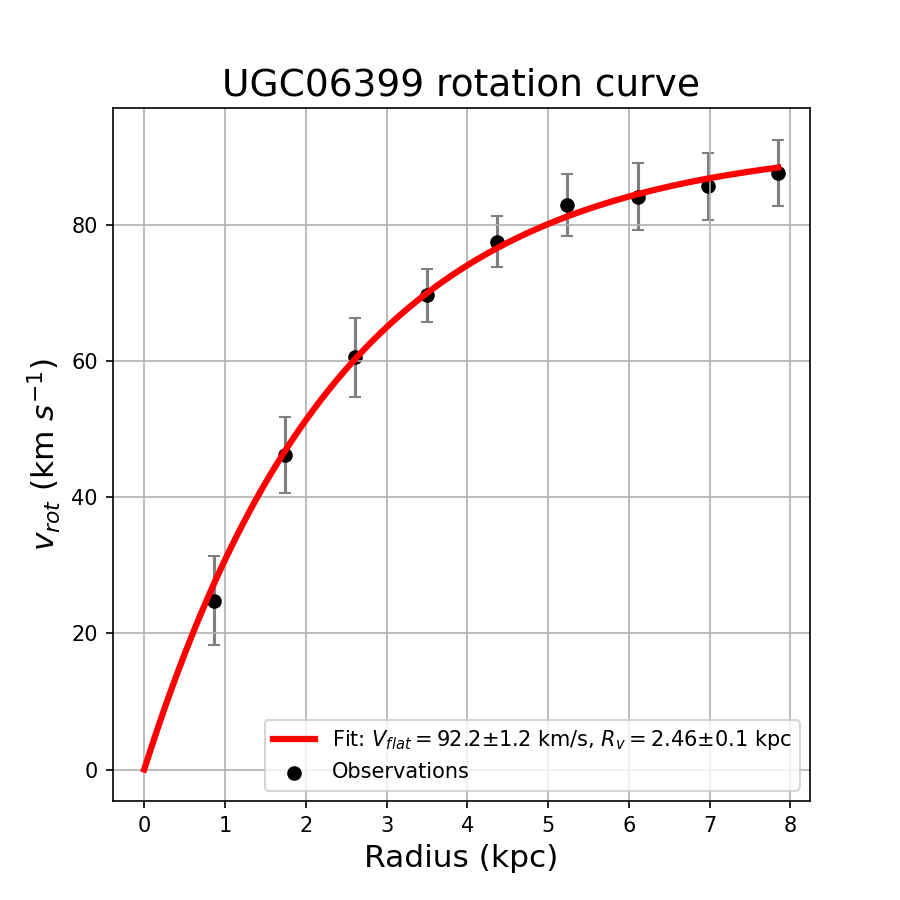 UGC06399 rotation curve
v_rot (km s⁻¹)
80
60
40
20
0
Fit: V_flat = 92.2±1.2 km/s, R_v = 2.46±0.1 kpc
Observations
0 1 2 3 4 5 6 7 8
Radius (kpc)